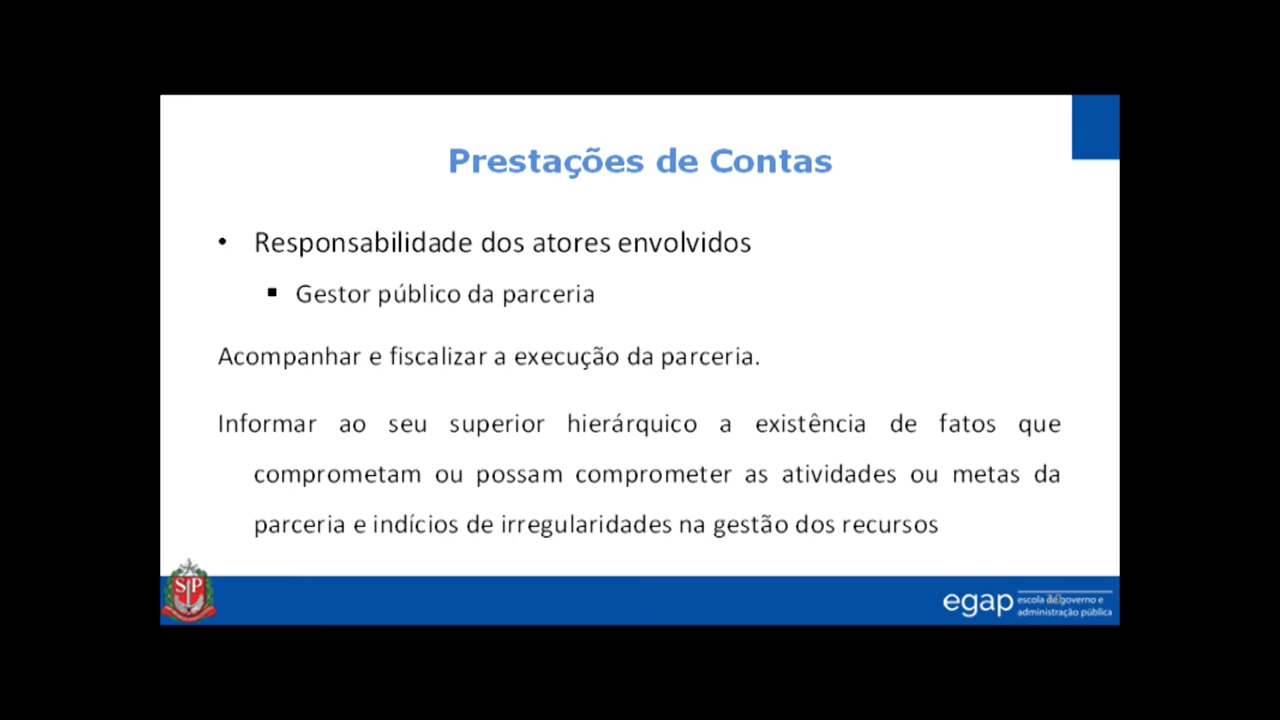 Prestações de Contas
• Responsabilidade dos atores envolvidos
▪ Gestor público da parceria
Acompanhar e fiscalizar a execução da parceria.
Informar ao seu superior hierárquico a existência de fatos que
comprometam ou possam comprometer as atividades ou metas da
parceria e indícios de irregularidades na gestão dos recursos
SP
egap
escola de governo e
administração pública